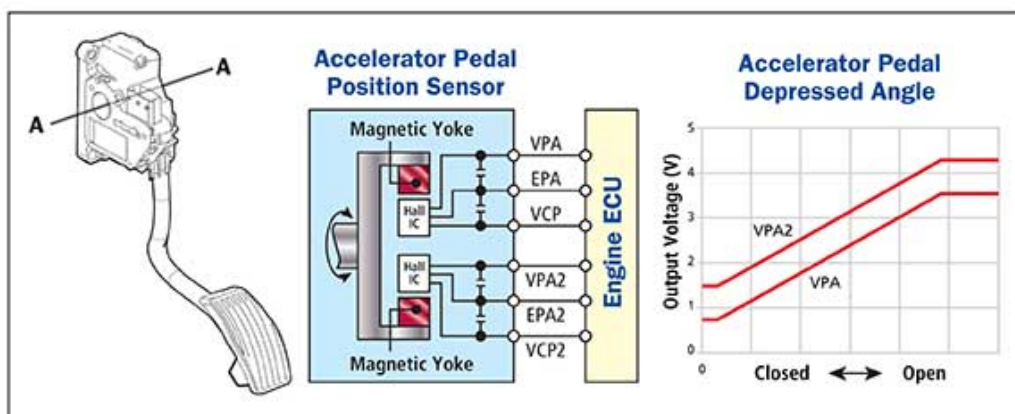 A
A
Accelerator Pedal
Position Sensor
Magnetic Yoke
Hall
IC
Hall
IC
Magnetic Yoke
VPA
EPA
VCP
VPA2
EPA2
VCP2
Engine ECU
Accelerator Pedal
Depressed Angle
Output Voltage (V)
5
4
3
2
1
0
VPA2
VPA
0
Closed
Open